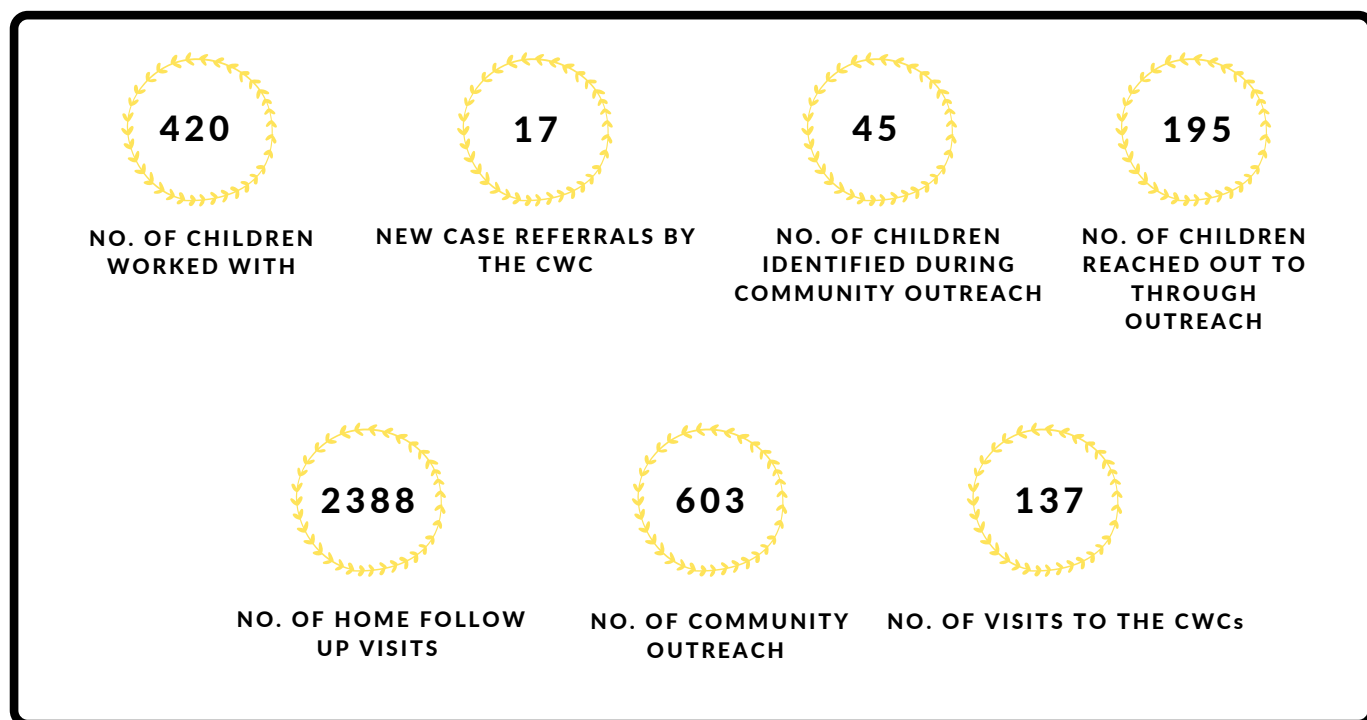 420
NO. OF CHILDREN
WORKED WITH
17
NEW CASE REFERRALS BY
THE CWC
45
NO. OF CHILDREN
IDENTIFIED DURING
COMMUNITY OUTREACH
195
NO. OF CHILDREN
REACHED OUT TO
THROUGH
OUTREACH
2388
NO. OF HOME FOLLOW
UP VISITS
603
NO. OF COMMUNITY
OUTREACH
137
NO. OF VISITS TO THE CWCs